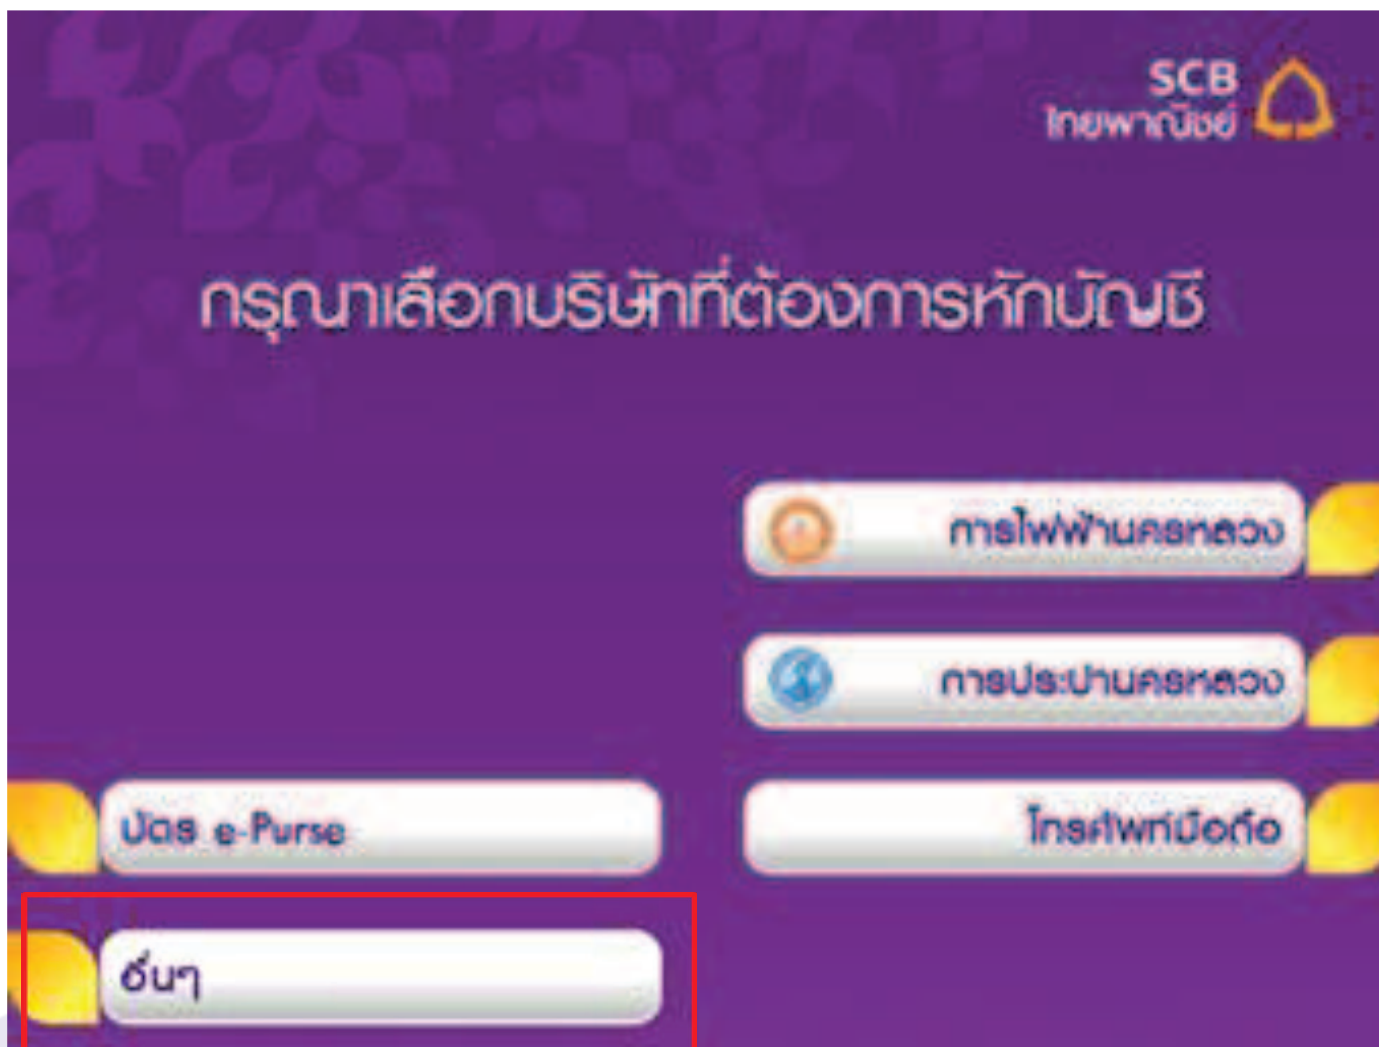 SCB
ไทยพาณิชย์
กรุณาเลือกบริษัทที่ต้องการหักบัญชี
การไฟฟ้านครหลวง
การประปานครหลวง
บัตร e-Purse
โทรศัพท์มือถือ
อื่นๆ